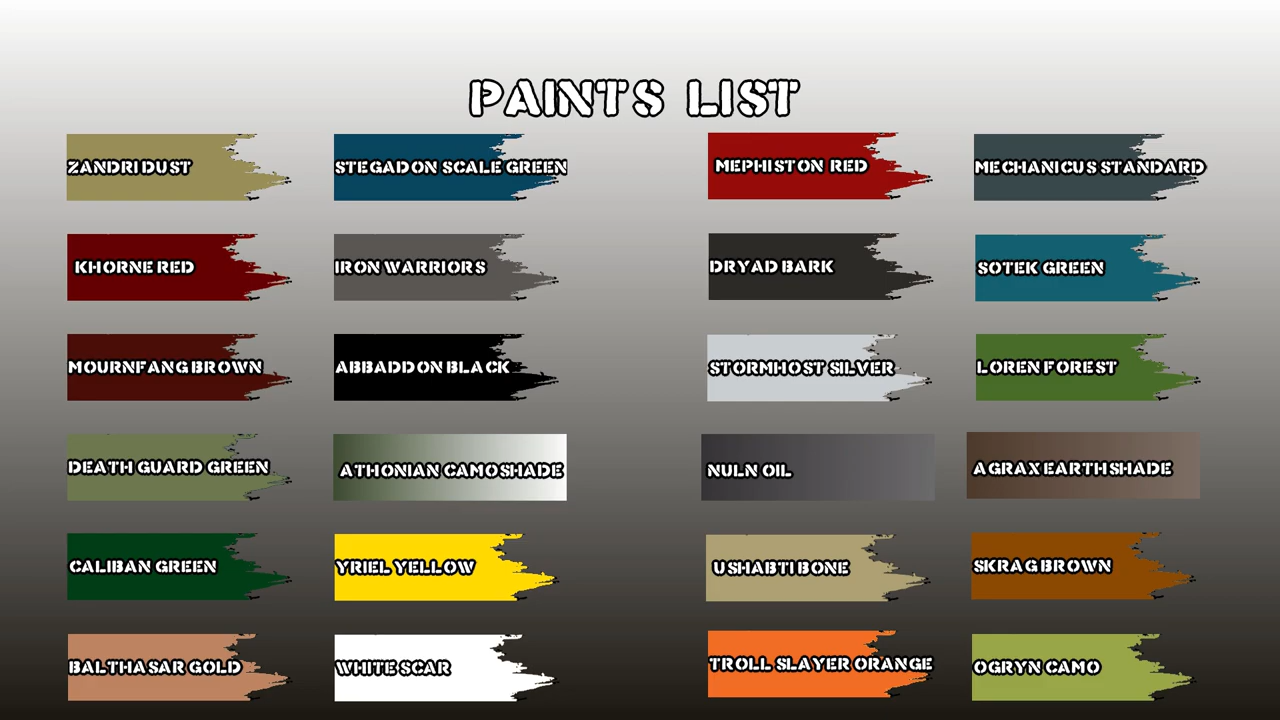 PAINTS LIST
ZANDRI DUST
STEGADON SCALE GREEN
MEPHISTON RED
MECHANICUS STANDARD
KHORNE RED
IRON WARRIORS
DRYAD BARK
SOTEK GREEN
MOURNFANG BROWN
ABBADDON BLACK
STORMHOST SILVER
LOREN FOREST
DEATH GUARD GREEN
ATHONIAN CAMOSHADE
NULN OIL
AGRAX EARTHSHADE
CALIBAN GREEN
YRIEL YELLOW
USHABTI BONE
SKRAG BROWN
BALTHASAR GOLD
WHITE SCAR
TROLL SLAYER ORANGE
OGRYN CAMO